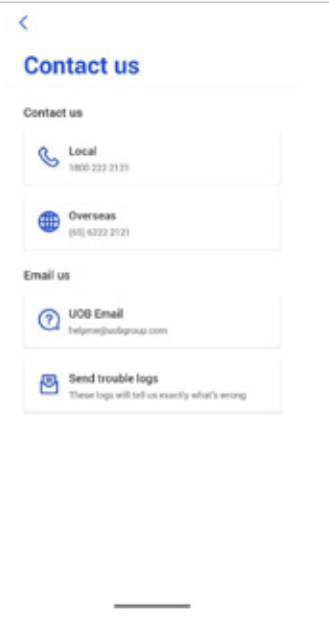 Contact us
Contact us
Local
1800 222 2121
Overseas
(65) 6222 2121
Email us
UOB Email
helpme@uobgroup.com
Send trouble logs
These logs will tell us exactly what's wrong